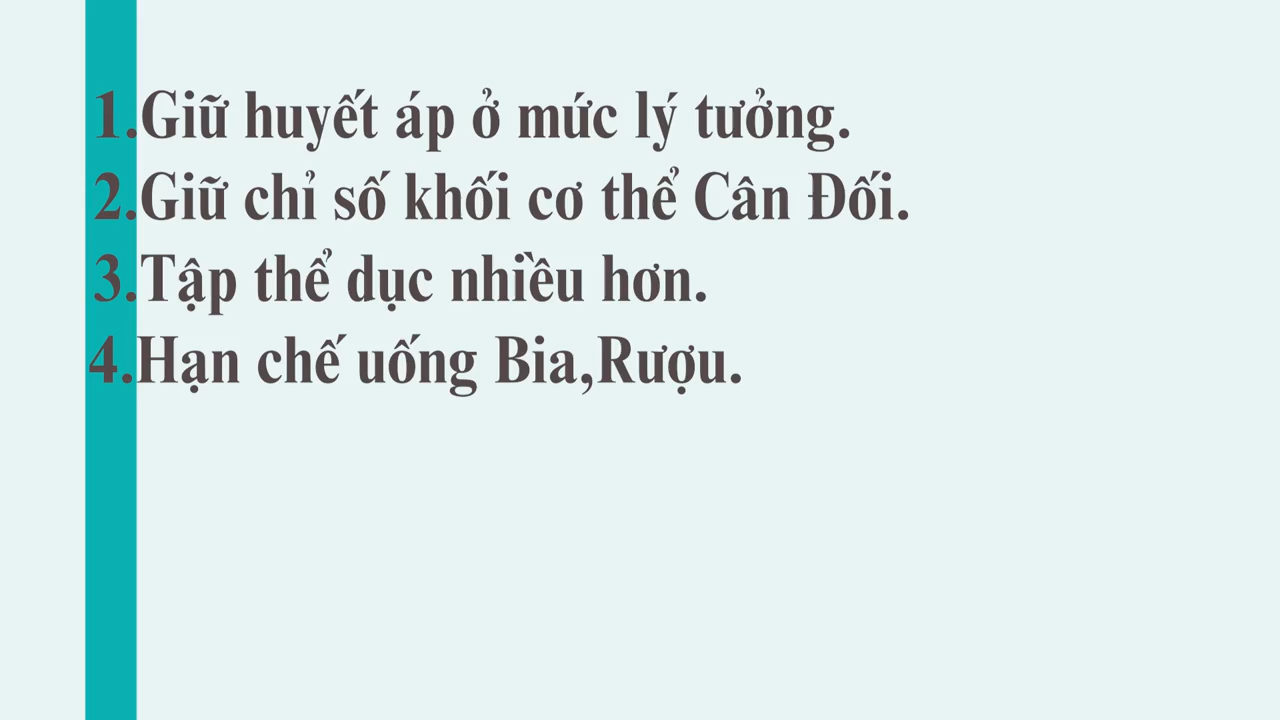 1.Giữ huyết áp ở mức lý tưởng.
2.Giữ chỉ số khối cơ thể Cân Đối.
3.Tập thể dục nhiều hơn.
4.Hạn chế uống Bia,Rượu.